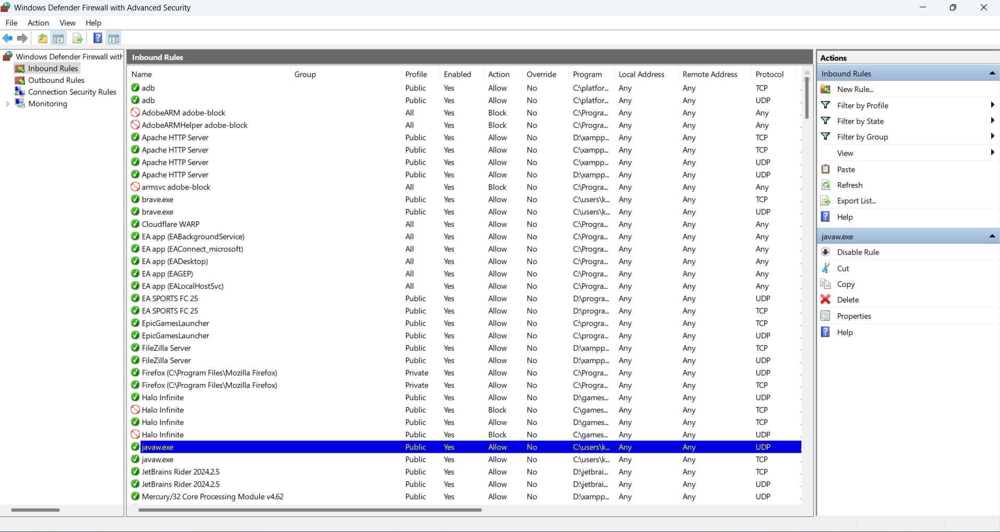 Windows Defender Firewall with Advanced Security
File Action View Help
Windows Defender Firewall with
Inbound Rules
Outbound Rules
Connection Security Rules
Monitoring
Inbound Rules
Name Group Profile Enabled Action Override Program Local Address Remote Address Protocol
adb Public Yes Allow No C:\platfor... Any Any TCP
adb Public Yes Allow No C:\platfor... Any Any UDP
AdobeARM adobe-block All Yes Block No C:\Progra... Any Any Any
AdobeARMHelper adobe-block All Yes Block No C:\Progra... Any Any Any
Apache HTTP Server Public Yes Allow No D:\xampp... Any Any TCP
Apache HTTP Server Public Yes Allow No C:\xampp... Any Any TCP
Apache HTTP Server Public Yes Allow No C:\xampp... Any Any UDP
Apache HTTP Server Public Yes Allow No D:\xampp... Any Any UDP
armsvc adobe-block All Yes Block No C:\Progra... Any Any Any
brave.exe Public Yes Allow No C:\users\k... Any Any TCP
brave.exe Public Yes Allow No C:\users\k... Any Any UDP
Cloudflare WARP All Yes Allow No C:\Progra... Any Any Any
EA app (EABackgroundService) All Yes Allow No C:\Progra... Any Any Any
EA app (EAConnect_microsoft) All Yes Allow No C:\Progra... Any Any Any
EA app (EADesktop) All Yes Allow No C:\Progra... Any Any Any
EA app (EAGEP) All Yes Allow No C:\Progra... Any Any Any
EA app (EALocalHostSvc) All Yes Allow No C:\Progra... Any Any Any
EA SPORTS FC 25 Public Yes Allow No D:\progra... Any Any UDP
EA SPORTS FC 25 Public Yes Allow No D:\progra... Any Any TCP
EpicGamesLauncher Public Yes Allow No C:\progra... Any Any TCP
EpicGamesLauncher Public Yes Allow No C:\progra... Any Any UDP
FileZilla Server Public Yes Allow No D:\xampp... Any Any TCP
FileZilla Server Public Yes Allow No D:\xampp... Any Any UDP
Firefox (C:\Program Files\Mozilla Firefox) Private Yes Allow No C:\Progra... Any Any UDP
Firefox (C:\Program Files\Mozilla Firefox) Private Yes Allow No C:\Progra... Any Any TCP
Halo Infinite Public Yes Allow No D:\games... Any Any UDP
Halo Infinite Public Yes Block No C:\games... Any Any TCP
Halo Infinite Public Yes Allow No D:\games... Any Any TCP
Halo Infinite Public Yes Block No C:\games... Any Any UDP
javaw.exe Public Yes Allow No C:\users\k... Any Any UDP
javaw.exe Public Yes Allow No C:\users\k... Any Any TCP
JetBrains Rider 2024.2.5 Public Yes Allow No D:\jetbrai... Any Any TCP
JetBrains Rider 2024.2.5 Public Yes Allow No D:\jetbrai... Any Any UDP
Mercury/32 Core Processing Module v4.62 Public Yes Allow No D:\xampp... Any Any UDP
Actions
Inbound Rules
New Rule...
Filter by Profile
Filter by State
Filter by Group
View
Paste
Refresh
Export List...
Help
javaw.exe
Disable Rule
Cut
Copy
Delete
Properties
Help